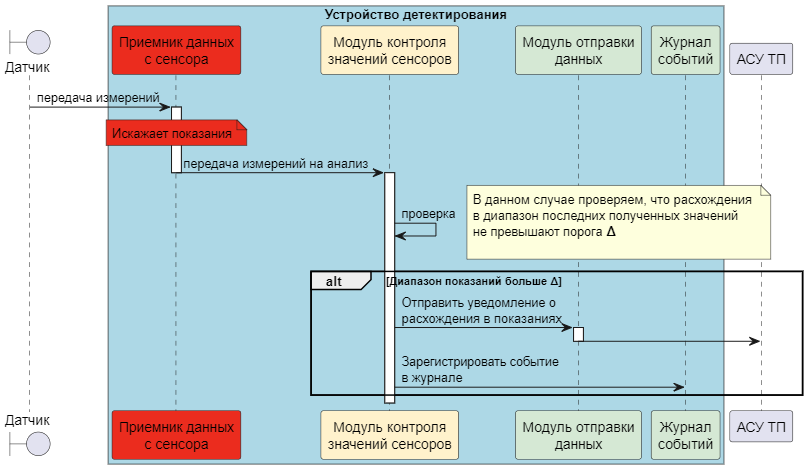 Устройство детектирования
Датчик
Приемник данных
с сенсора
Модуль контроля
значений сенсоров
Модуль отправки
данных
Журнал
событий
АСУ ТП
передача измерений
Искажает показания
передача измерений на анализ
В данном случае проверяем, что расхождения
в диапазон последних полученных значений
не превышают порога Δ
проверка
alt
[Диапазон показаний больше Δ]
Отправить уведомление о
расхождения в показаниях
Зарегистрировать событие
в журнале
Датчик
Приемник данных
с сенсора
Модуль контроля
значений сенсоров
Модуль отправки
данных
Журнал
событий
АСУ ТП